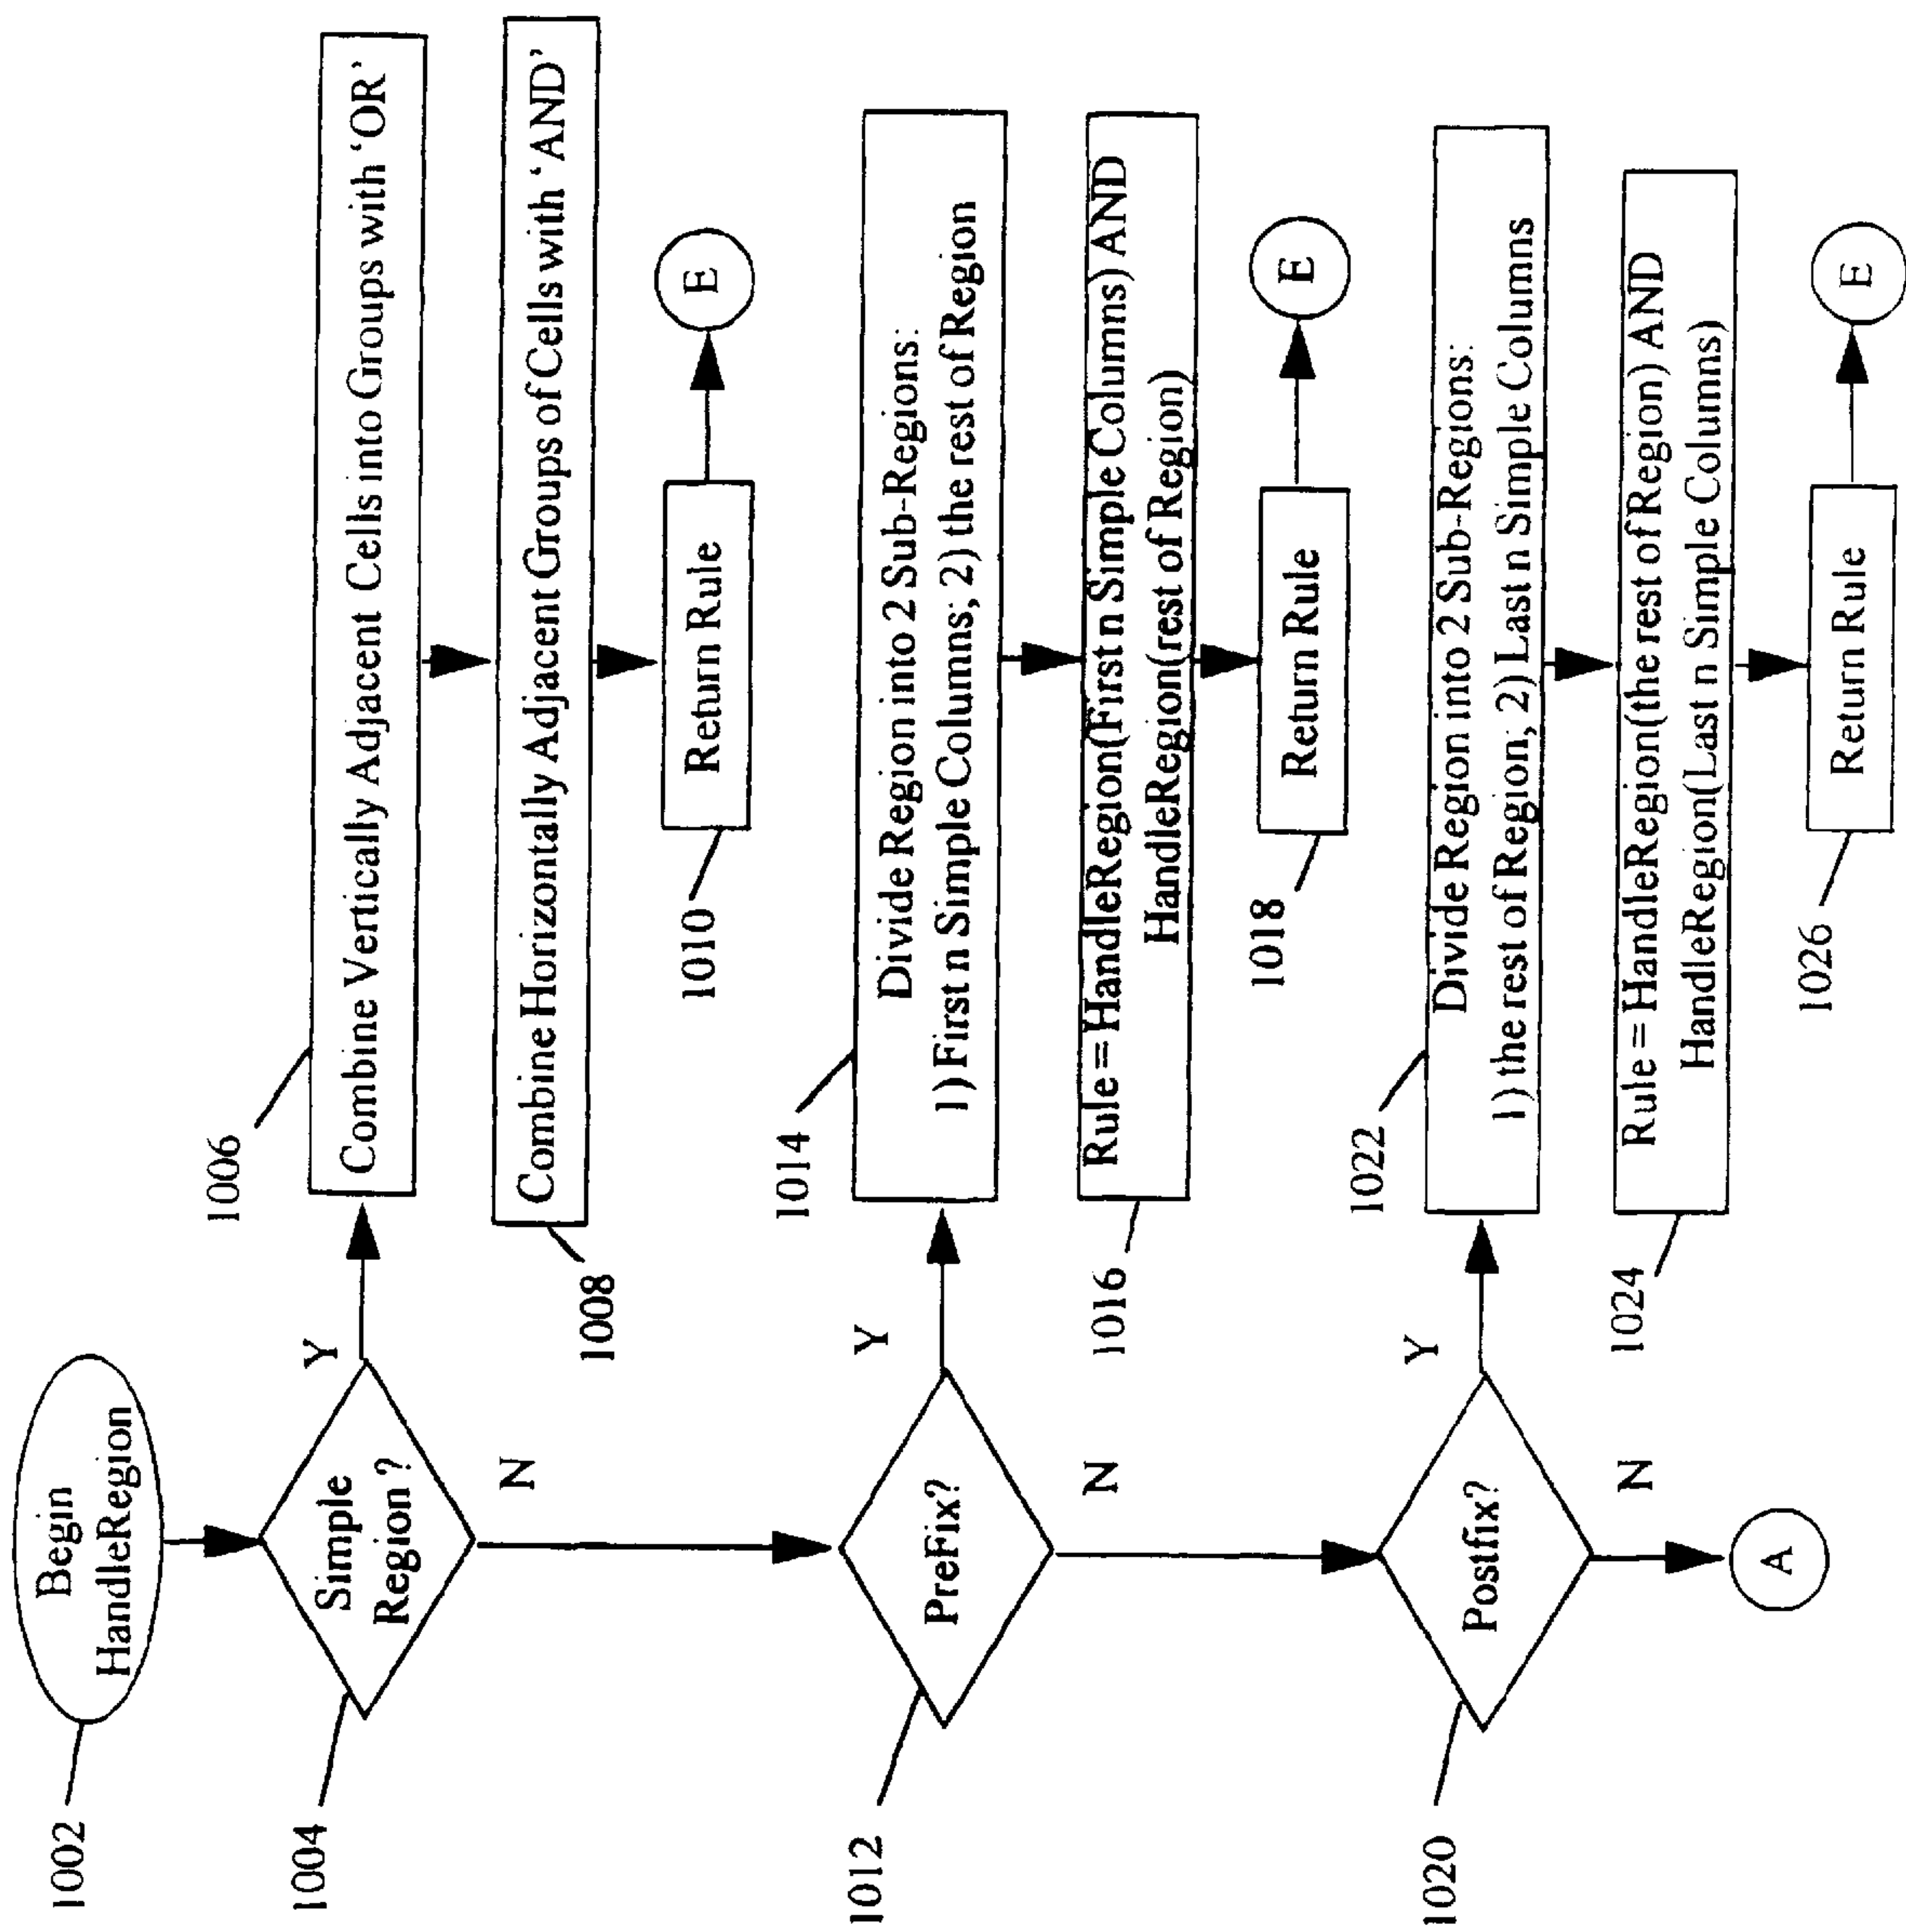 1002
Begin
HandleRegion
1004
Simple
Region ?
Y
N
1006
Combine Vertically Adjacent Cells into Groups with ‘OR’
1008
Combine Horizontally Adjacent Groups of Cells with ‘AND’
1010
Return Rule
E
1012
PreFix?
Y
N
1014
Divide Region into 2 Sub-Regions:
1) First n Simple Columns; 2) the rest of Region
1016
Rule = HandleRegion(First n Simple Columns) AND
HandleRegion(rest of Region)
1018
Return Rule
E
1020
Postfix?
Y
N
1022
Divide Region into 2 Sub-Regions:
1) the rest of Region; 2) Last n Simple Columns
1024
Rule = HandleRegion(the rest of Region) AND
HandleRegion(Last n Simple Columns)
1026
Return Rule
E
A